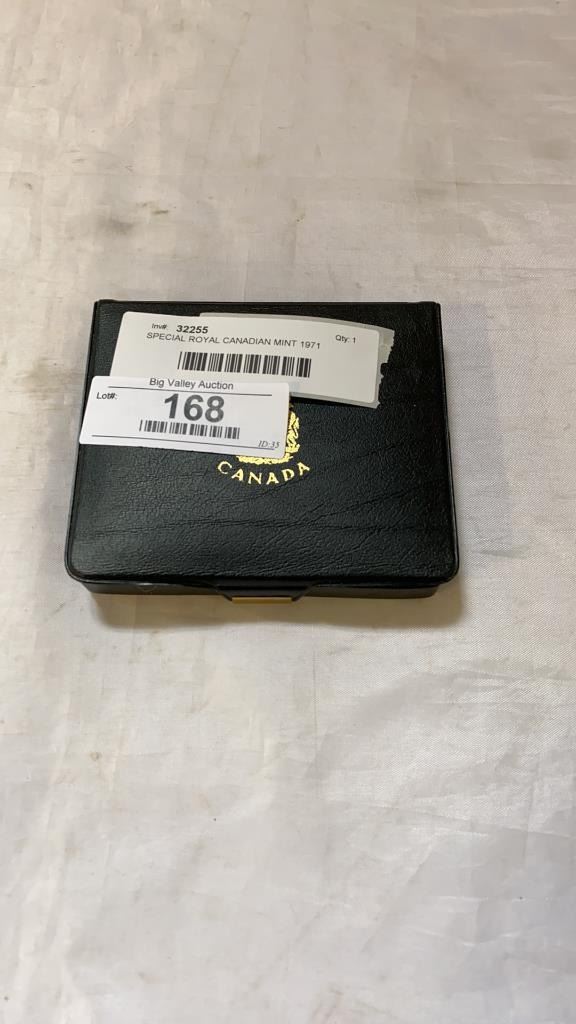 Inv#: 32255
SPECIAL ROYAL CANADIAN MINT 1971
Qty: 1
Big Valley Auction
Lot#:
168
ID:35
CANADA